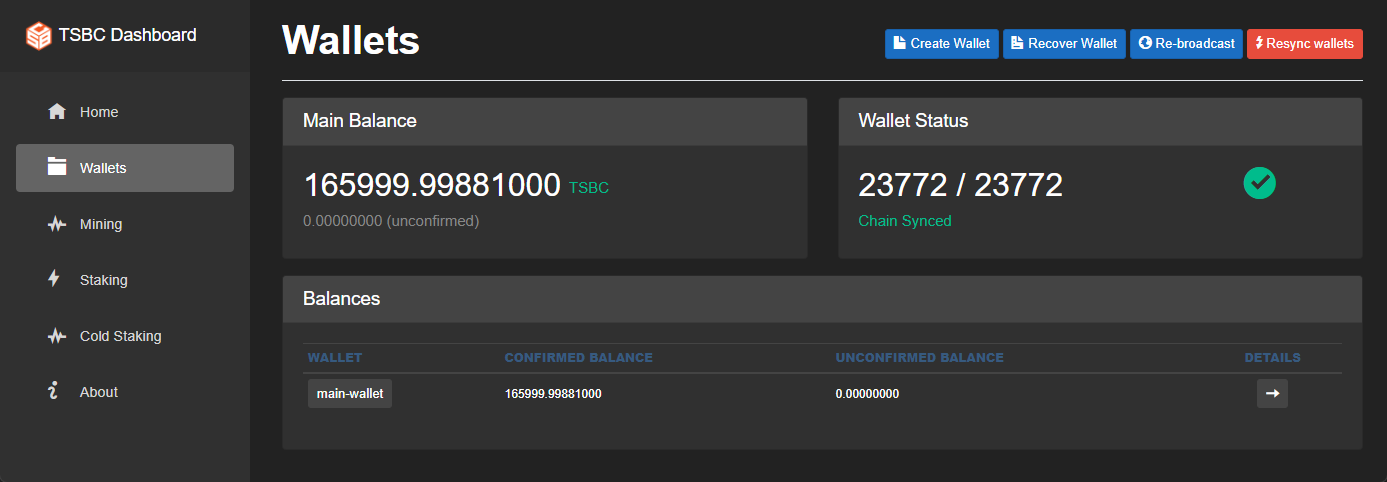 TSBC Dashboard
Home
Wallets
Mining
Staking
Cold Staking
About
Wallets
Create Wallet Recover Wallet Re-broadcast Resync wallets
Main Balance
165999.99881000 TSBC
0.00000000 (unconfirmed)
Wallet Status
23772 / 23772
Chain Synced
Balances
WALLET CONFIRMED BALANCE UNCONFIRMED BALANCE DETAILS
main-wallet 165999.99881000 0.00000000